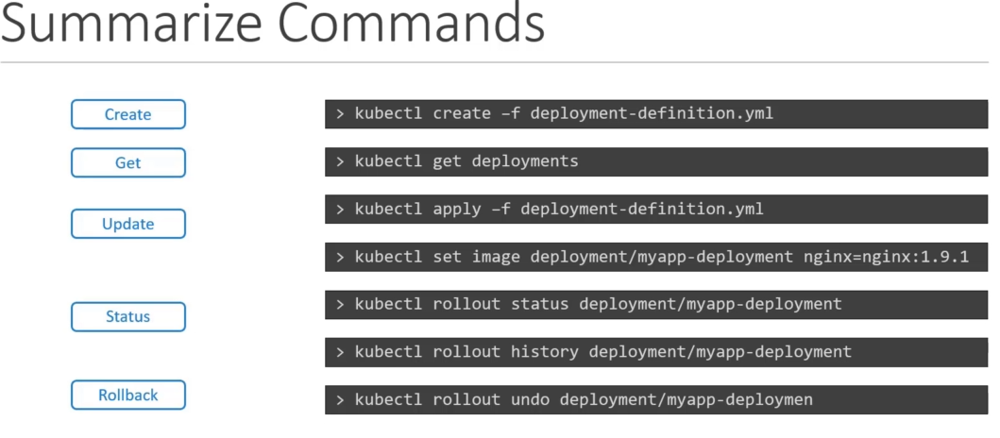 Summarize Commands
Create
> kubectl create –f deployment-definition.yml
Get
> kubectl get deployments
Update
> kubectl apply –f deployment-definition.yml
> kubectl set image deployment/myapp-deployment nginx=nginx:1.9.1
Status
> kubectl rollout status deployment/myapp-deployment
> kubectl rollout history deployment/myapp-deployment
Rollback
> kubectl rollout undo deployment/myapp-deploymen